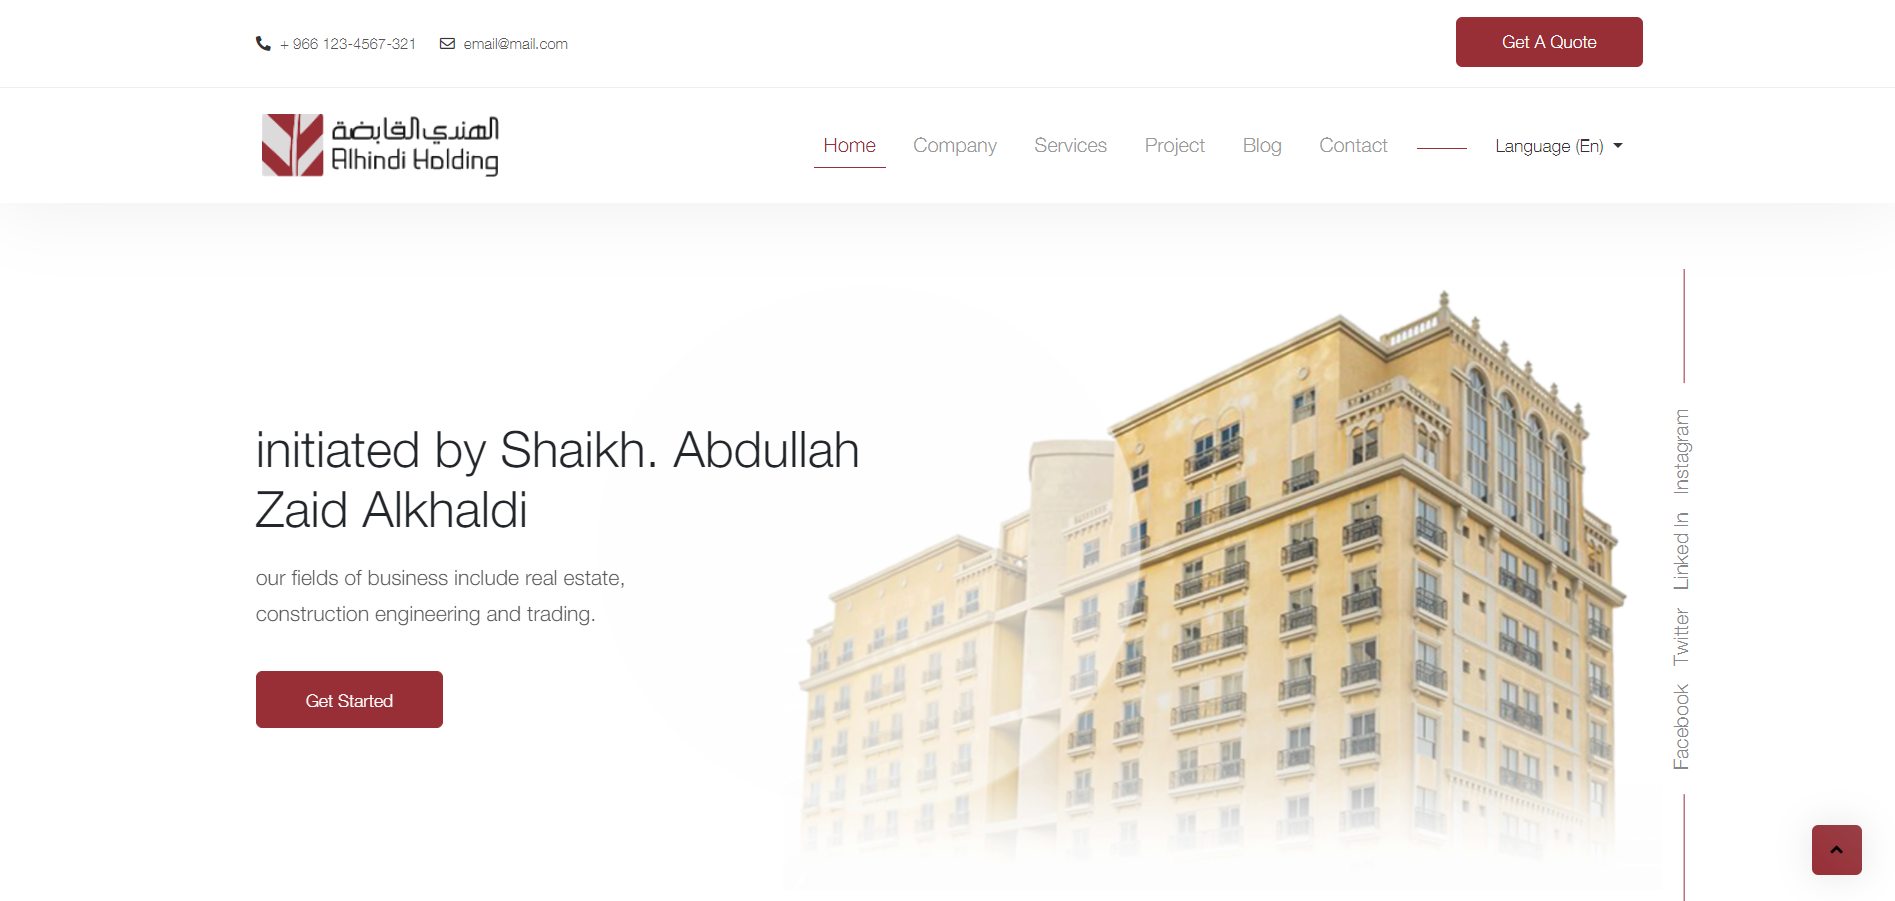 + 966 123-4567-321
email@mail.com
Get A Quote
الهندي القابضة
Alhindi Holding
Home
Company
Services
Project
Blog
Contact
Language (En)
initiated by Shaikh. Abdullah
Zaid Alkhaldi
our fields of business include real estate,
construction engineering and trading.
Get Started
Facebook
Twitter
Linked In
Instagram